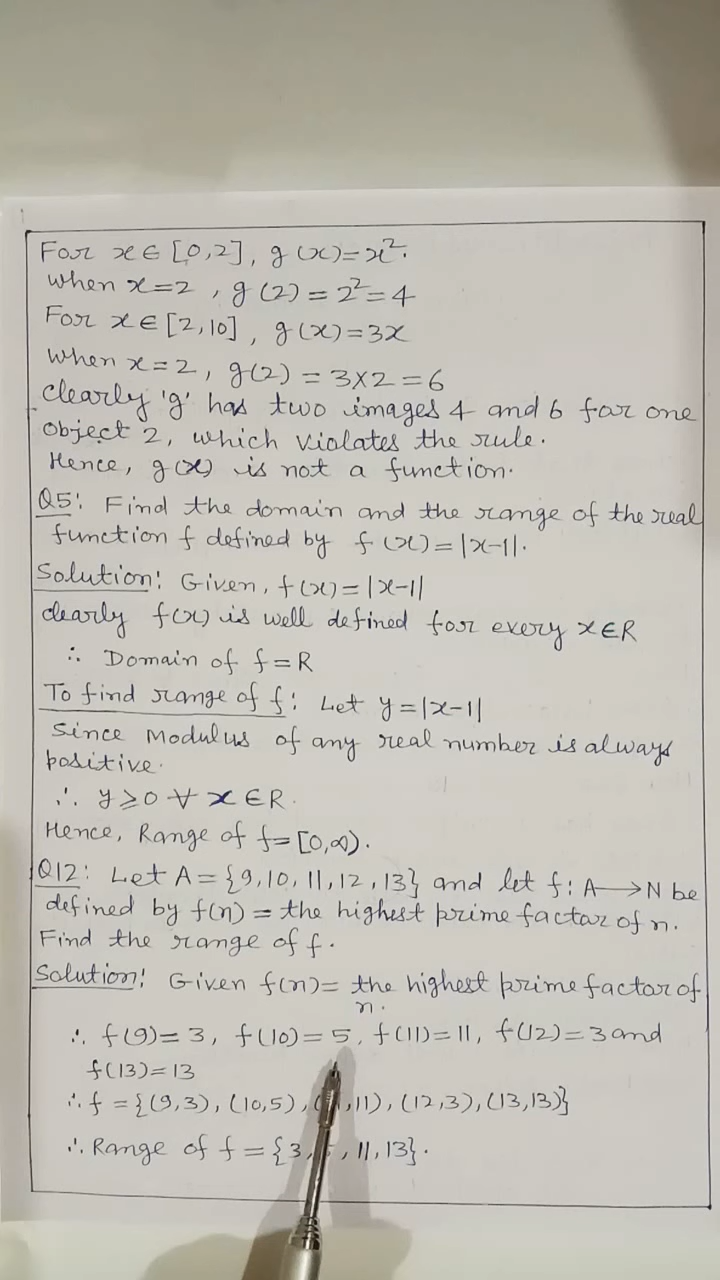 For x ∈ [0,2], g(x)=x².
when x=2, g(2)=2²=4
For x ∈ [2,10], g(x)=3x
when x=2, g(2)=3×2=6
clearly 'g' has two images 4 and 6 for one
object 2, which violates the rule.
Hence, g(x) is not a function.
Q5: Find the domain and the range of the real
function f defined by f(x)=|x-1|.
Solution: Given, f(x)=|x-1|
clearly f(x) is well defined for every x∈R
∴ Domain of f=R
To find range of f: Let y=|x-1|
Since Modulus of any real number is always
positive.
∴ y≥0 ∀ x∈R.
Hence, Range of f=[0,∞).
Q12: Let A={9,10,11,12,13} and let f:A→N be
defined by f(n)=the highest prime factor of n.
Find the range of f.
Solution: Given f(n)= the highest prime factor of
n.
∴ f(9)=3, f(10)=5, f(11)=11, f(12)=3 and
f(13)=13
∴ f={(9,3),(10,5),( ,11),(12,3),(13,13)}
∴ Range of f={3, ,11,13}.